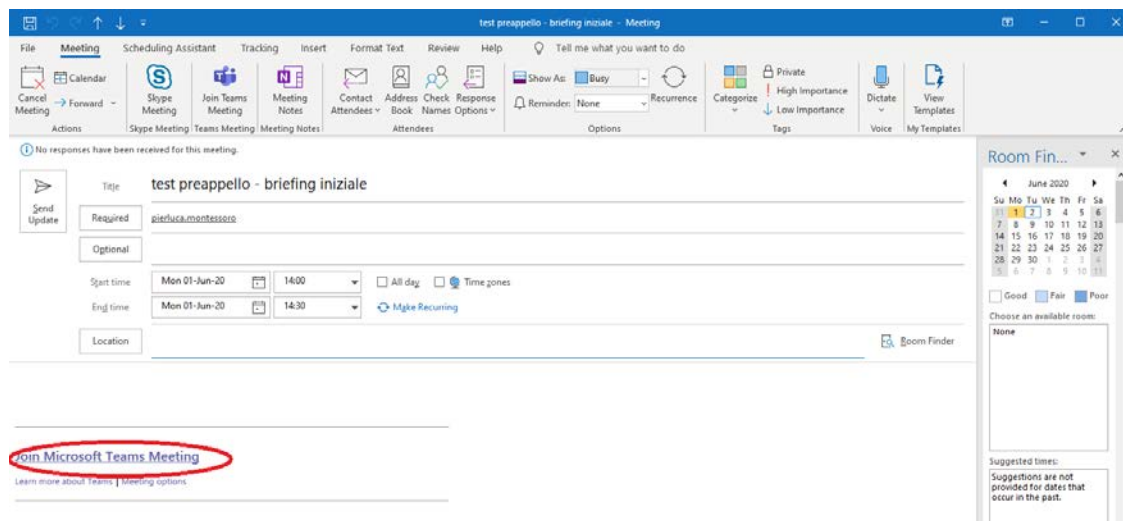 test preappello - briefing iniziale - Meeting
File Meeting Scheduling Assistant Tracking Insert Format Text Review Help Tell me what you want to do
Cancel Meeting
Calendar
Forward
Actions
Skype Meeting
Skype Meeting
Join Teams Meeting
Teams Meeting
Meeting Notes
Meeting Notes
Contact Attendees
Address Book
Check Names
Response Options
Attendees
Show As: Busy
Reminder: None
Recurrence
Options
Categorize
Private
High Importance
Low Importance
Tags
Dictate
Voice
View Templates
My Templates
No responses have been received for this meeting.
Send Update
Title test preappello - briefing iniziale
Required pierluca.montessoro
Optional
Start time Mon 01-Jun-20 14:00 All day Time zones
End time Mon 01-Jun-20 14:30 Make Recurring
Location Room Finder
Join Microsoft Teams Meeting
Learn more about Teams | Meeting options
Room Fin...
June 2020
Su Mo Tu We Th Fr Sa
31 1 2 3 4 5 6
7 8 9 10 11 12 13
14 15 16 17 18 19 20
21 22 23 24 25 26 27
28 29 30 1 2 3 4
5 6 7 8 9 10 11
Good Fair Poor
Choose an available room:
None
Suggested times:
Suggestions are not
provided for dates that
occur in the past.